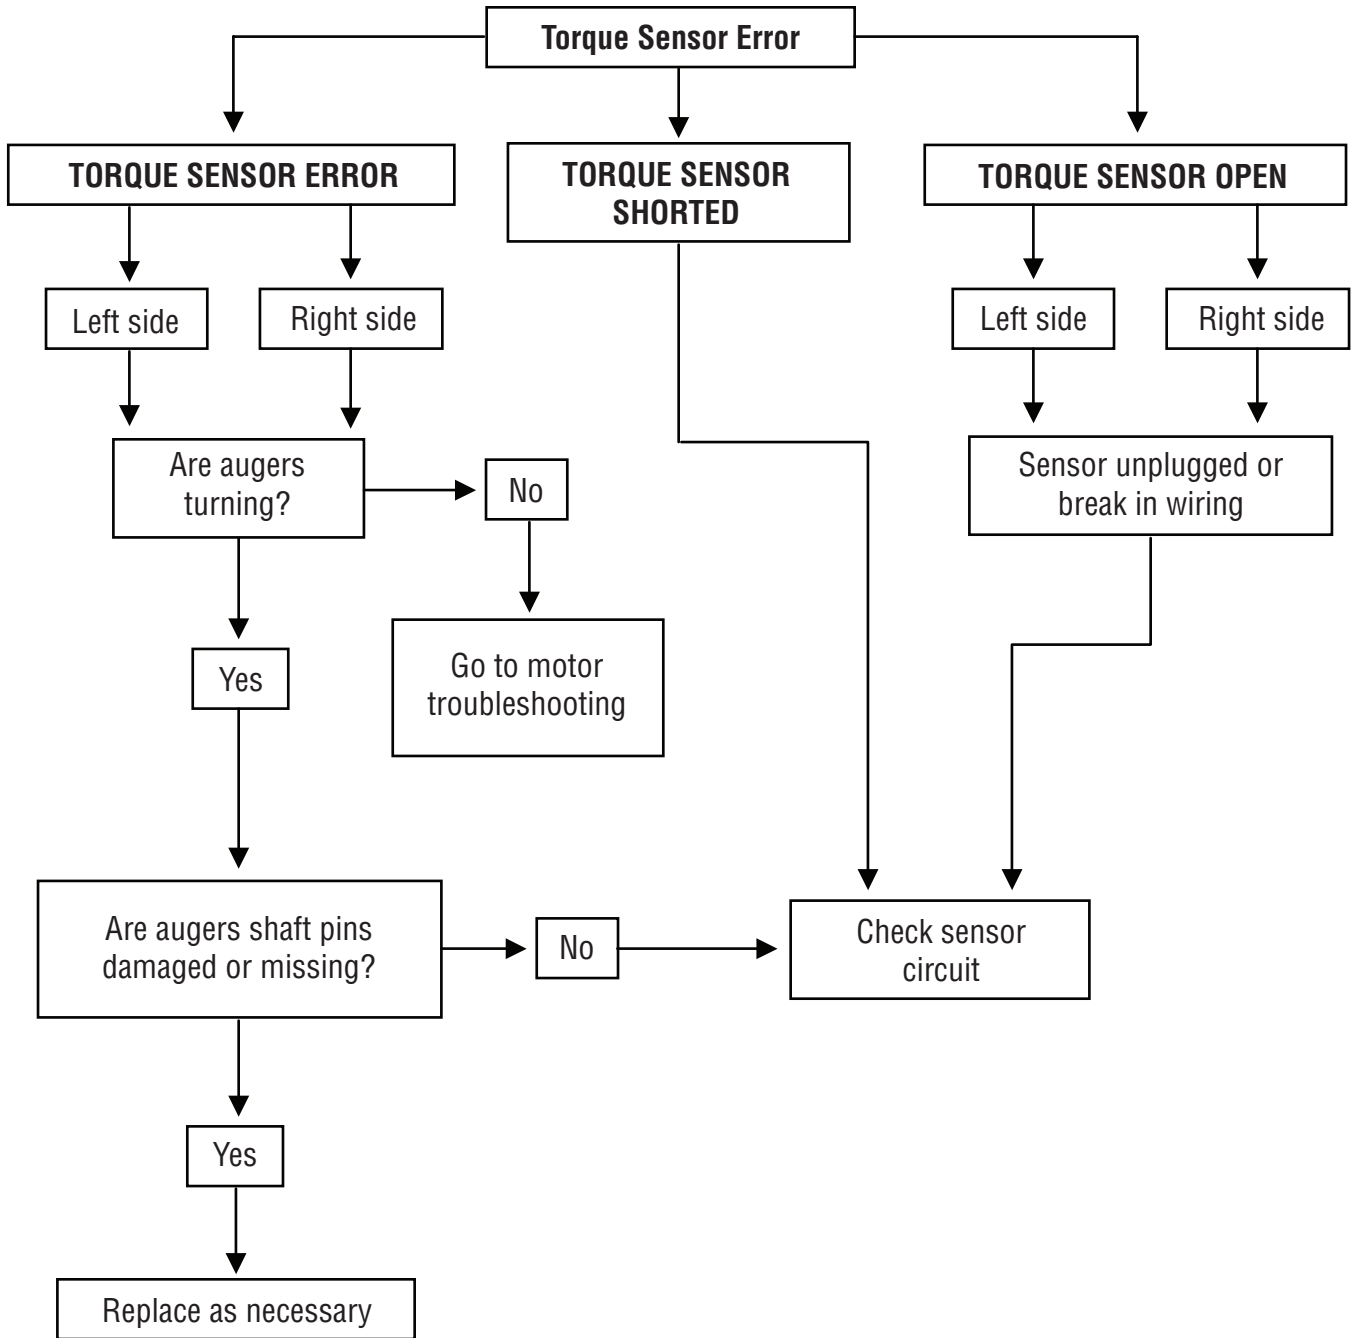 Torque Sensor Error
TORQUE SENSOR ERROR
TORQUE SENSOR
SHORTED
TORQUE SENSOR OPEN
Left side
Right side
Left side
Right side
Are augers
turning?
No
Sensor unplugged or
break in wiring
Yes
Go to motor
troubleshooting
Are augers shaft pins
damaged or missing?
No
Check sensor
circuit
Yes
Replace as necessary